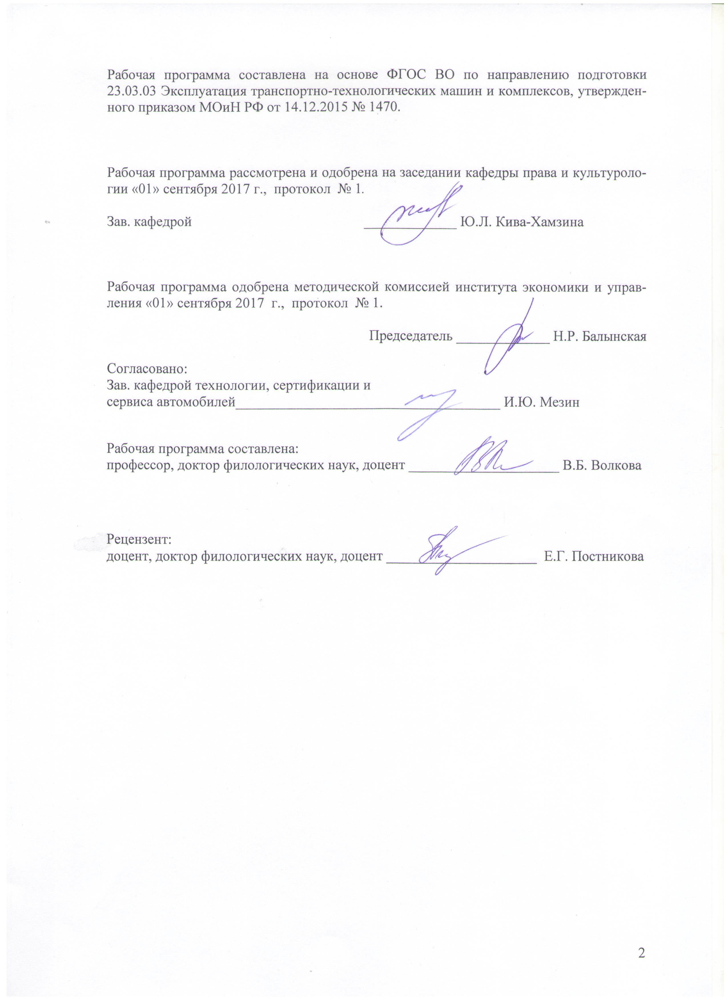 Рабочая программа составлена на основе ФГОС ВО по направлению подготовки
23.03.03 Эксплуатация транспортно-технологических машин и комплексов, утвержден-
ного приказом МОиН РФ от 14.12.2015 № 1470.
Рабочая программа рассмотрена и одобрена на заседании кафедры права и культуроло-
гии «01» сентября 2017 г., протокол № 1.
Зав. кафедрой _____________ Ю.Л. Кива-Хамзина
Рабочая программа одобрена методической комиссией института экономики и управ-
ления «01» сентября 2017 г., протокол № 1.
Председатель _____________ Н.Р. Балынская
Согласовано:
Зав. кафедрой технологии, сертификации и
сервиса автомобилей_____________________________________ И.Ю. Мезин
Рабочая программа составлена:
профессор, доктор филологических наук, доцент _____________________ В.Б. Волкова
Рецензент:
доцент, доктор филологических наук, доцент _____________________ Е.Г. Постникова
2